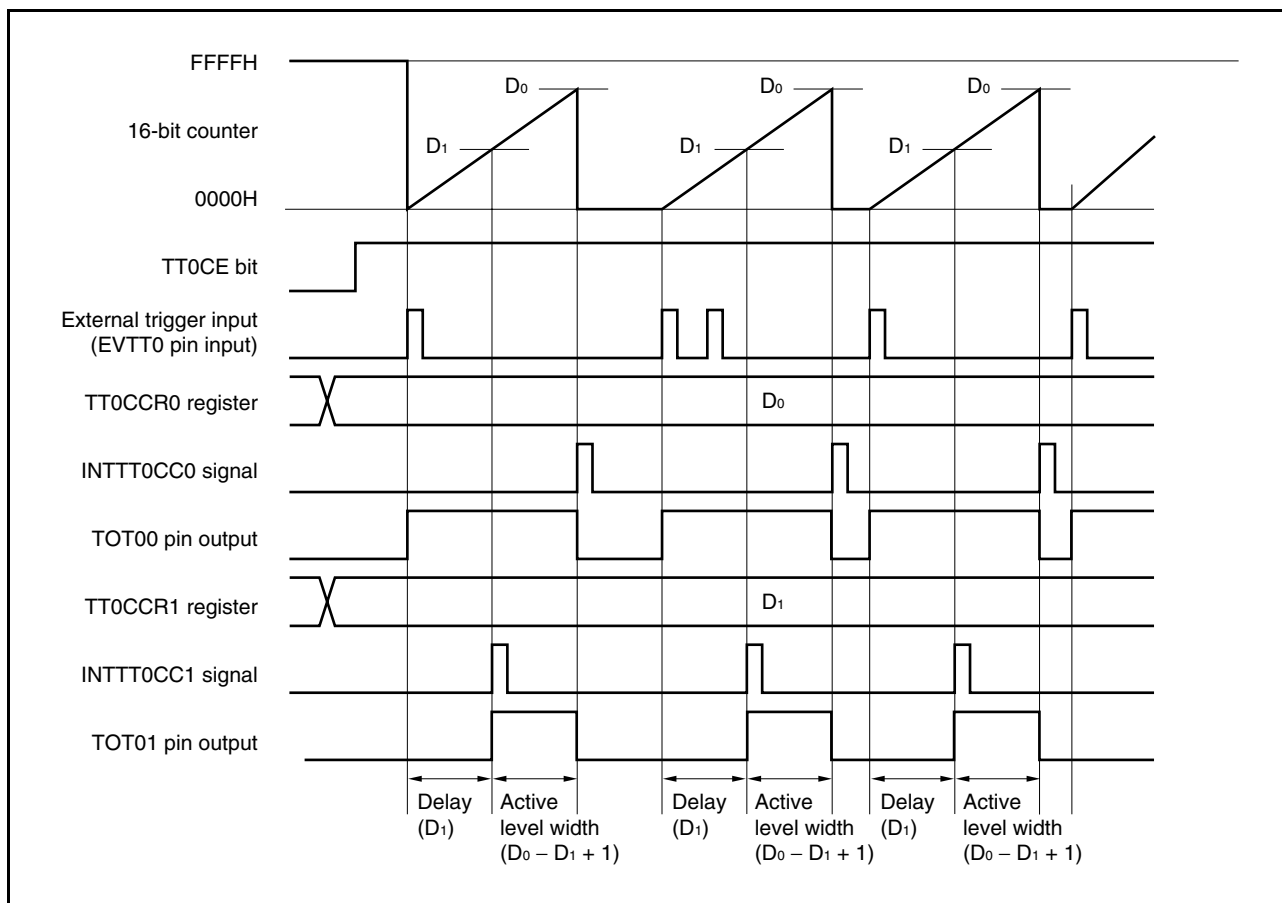 FFFFH
D0
D0
D0
16-bit counter
D1
D1
D1
0000H
TT0CE bit
External trigger input
(EVTT0 pin input)
TT0CCR0 register
D0
INTTT0CC0 signal
TOT00 pin output
TT0CCR1 register
D1
INTTT0CC1 signal
TOT01 pin output
Delay
(D1)
Active
level width
(D0 – D1 + 1)
Delay
(D1)
Active
level width
(D0 – D1 + 1)
Delay
(D1)
Active
level width
(D0 – D1 + 1)